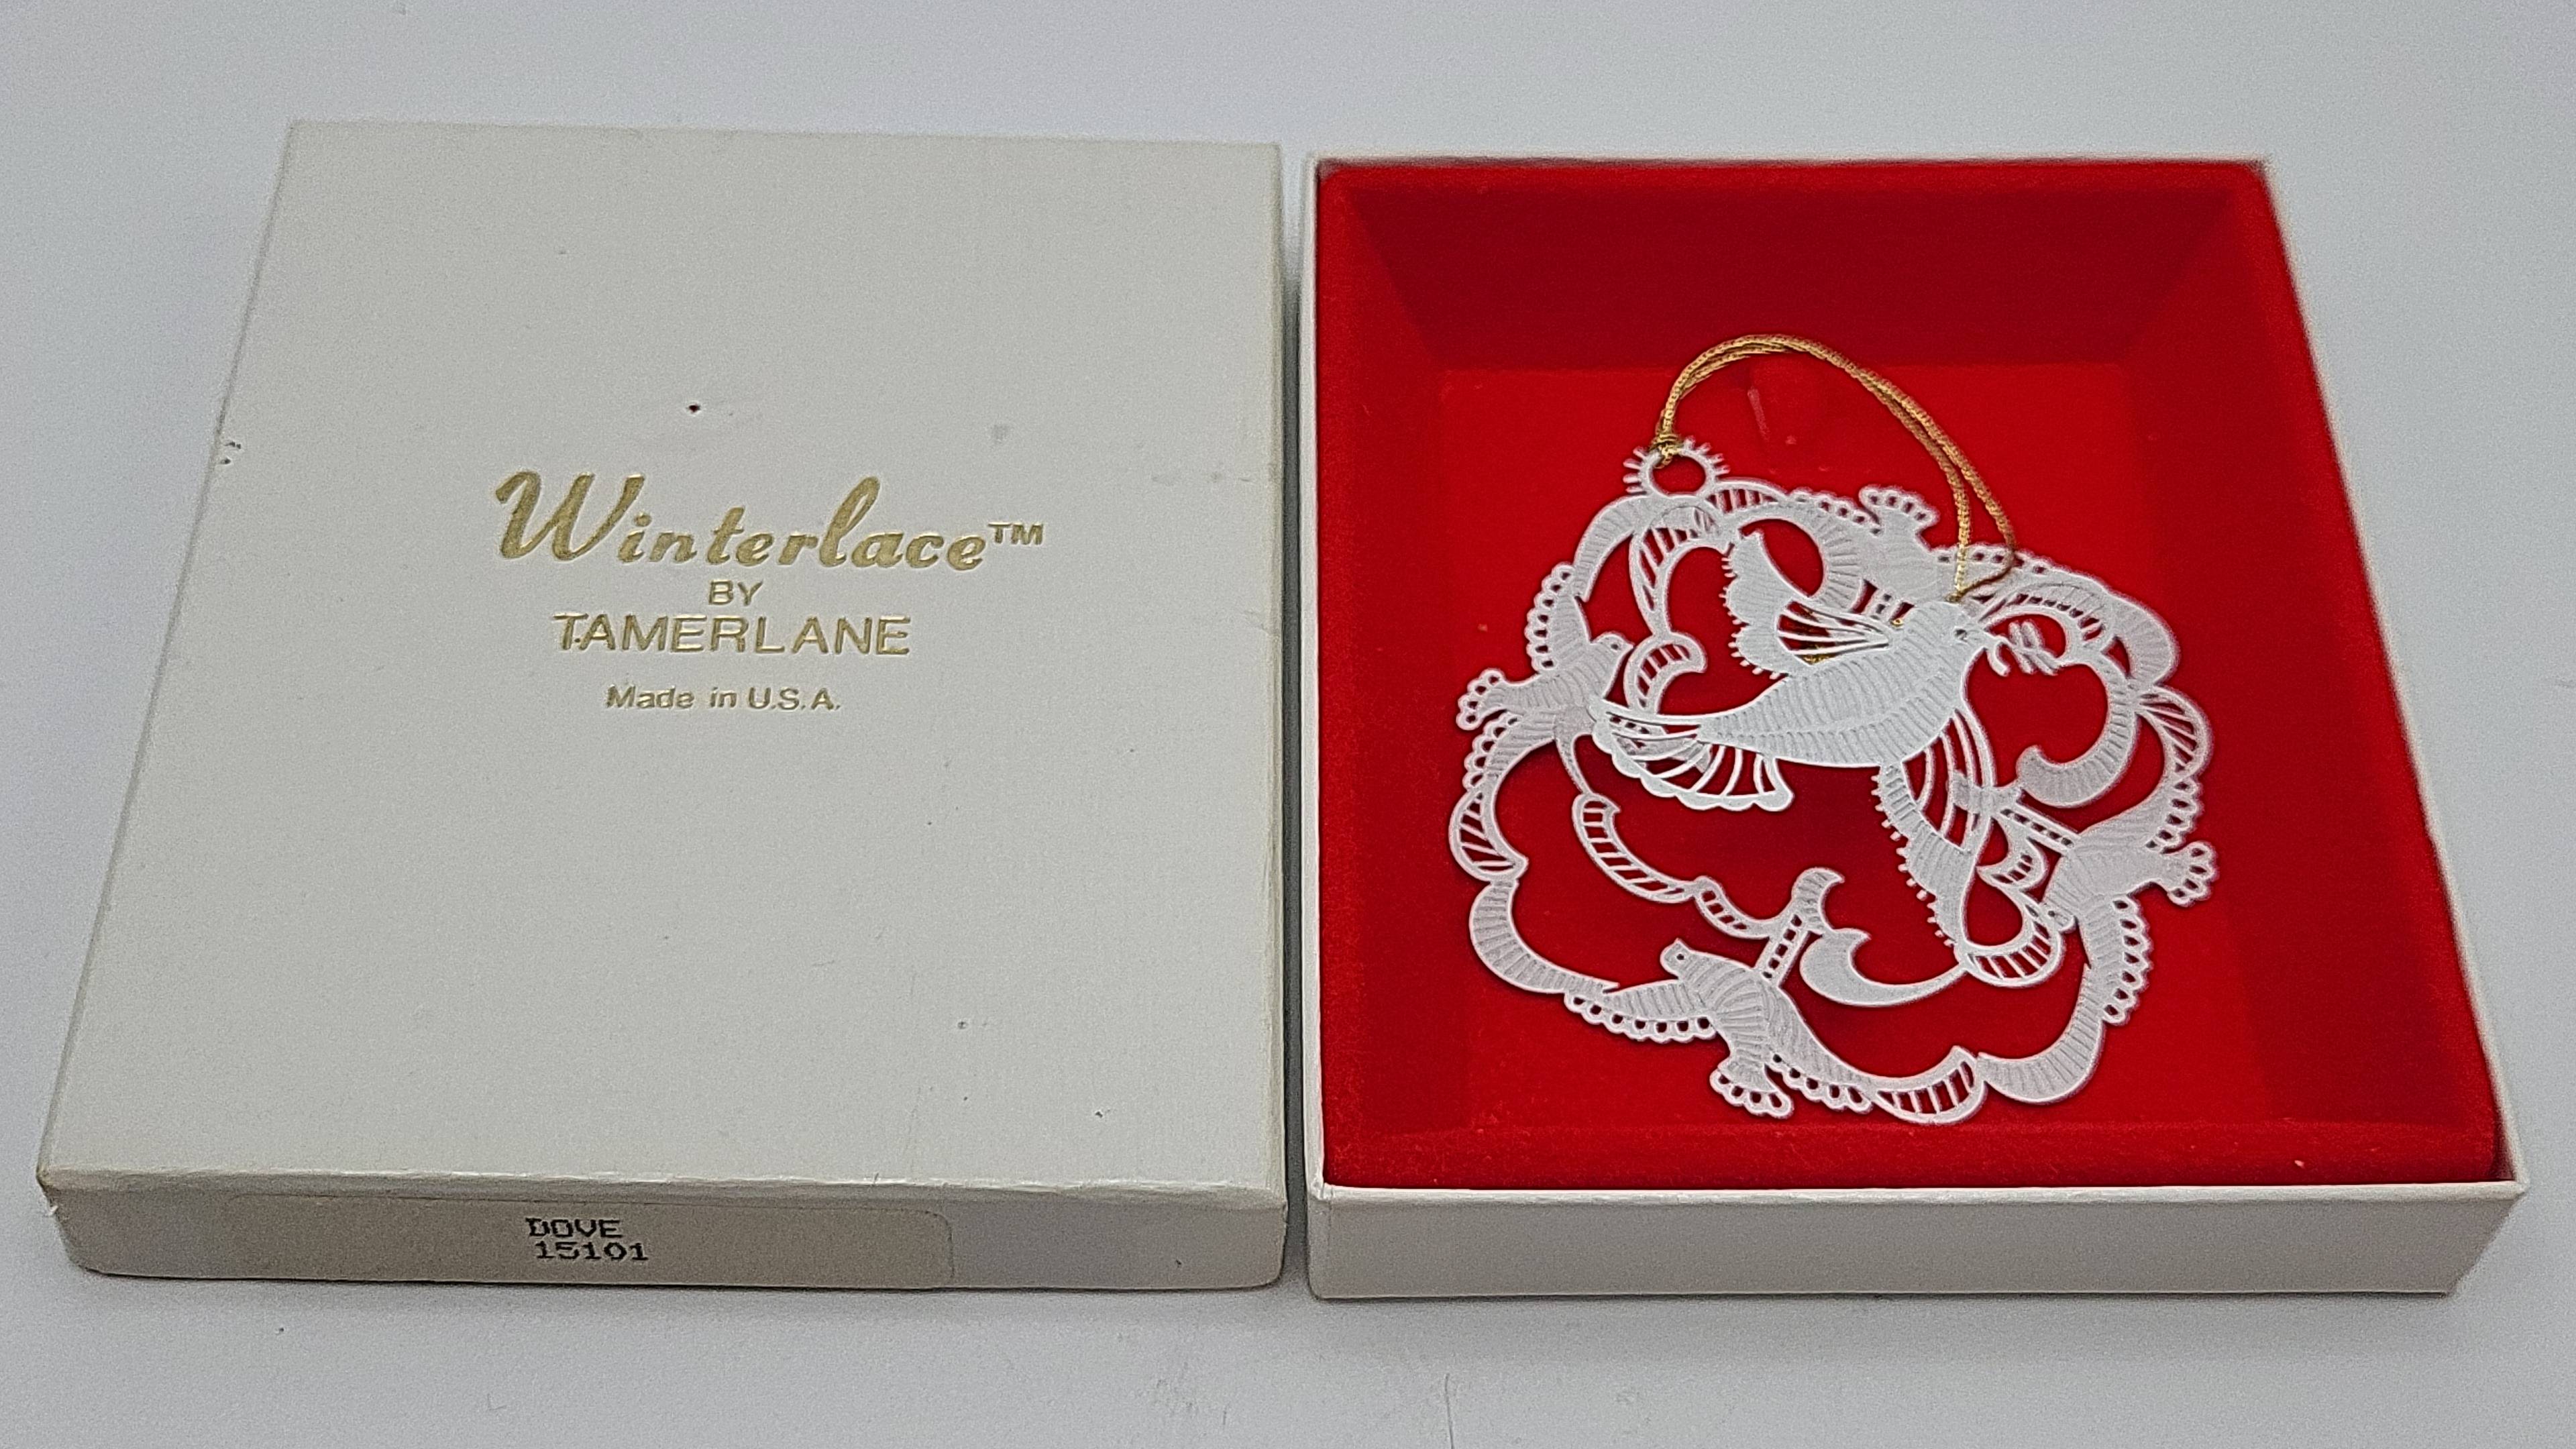 Winterlace™
BY
TAMERLANE
Made in U.S.A.
DOVE
15101